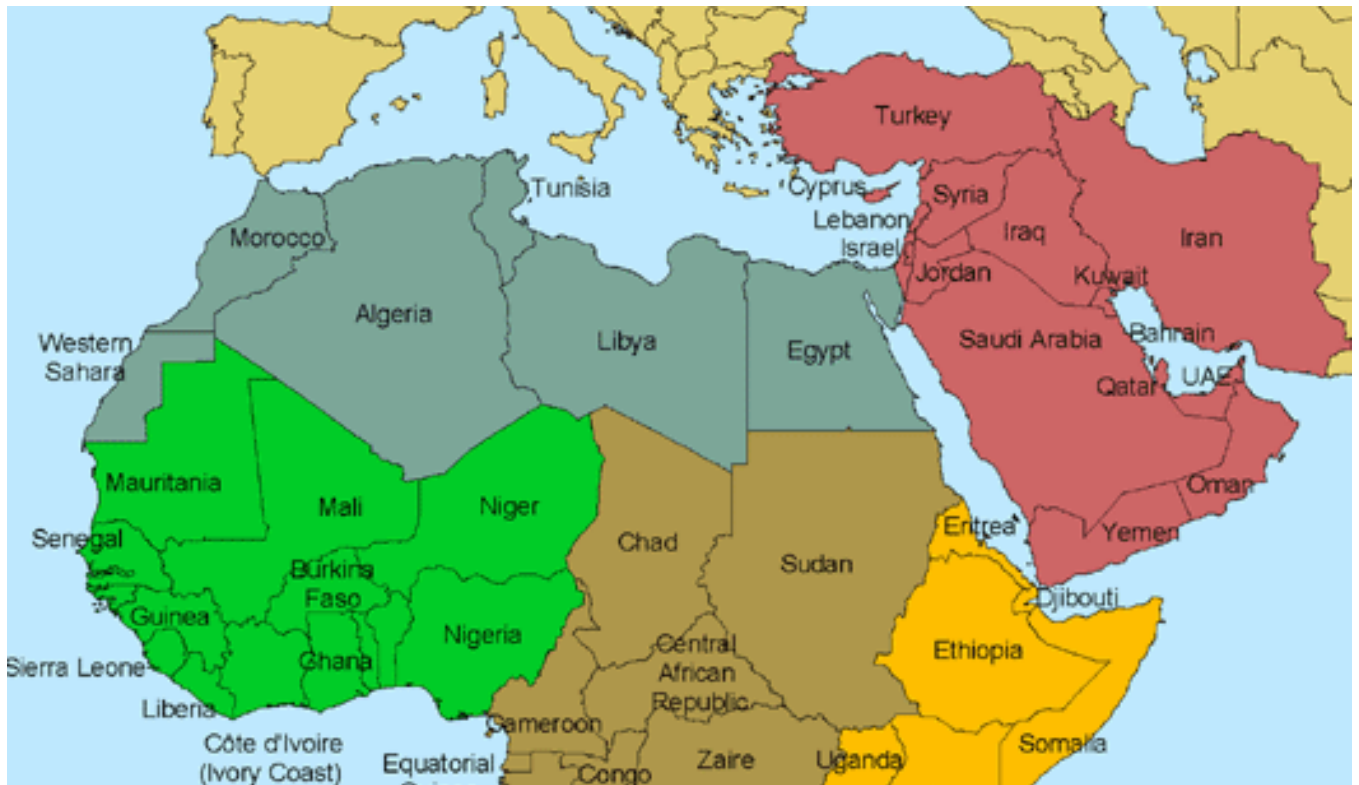 Turkey
Tunisia
Cyprus
Syria
Lebanon
Morocco
Israel
Iraq
Iran
Jordan
Kuwait
Algeria
Western
Sahara
Libya
Egypt
Saudi Arabia
Bahrain
Qatar
UAE
Mauritania
Mali
Niger
Oman
Senegal
Chad
Sudan
Eritrea
Yemen
Burkina
Faso
Djibouti
Guinea
Nigeria
Central
African
Republic
Ethiopia
Sierra Leone
Ghana
Liberia
Cameroon
Côte d'Ivoire
(Ivory Coast)
Equatorial
Congo
Zaire
Uganda
Somalia